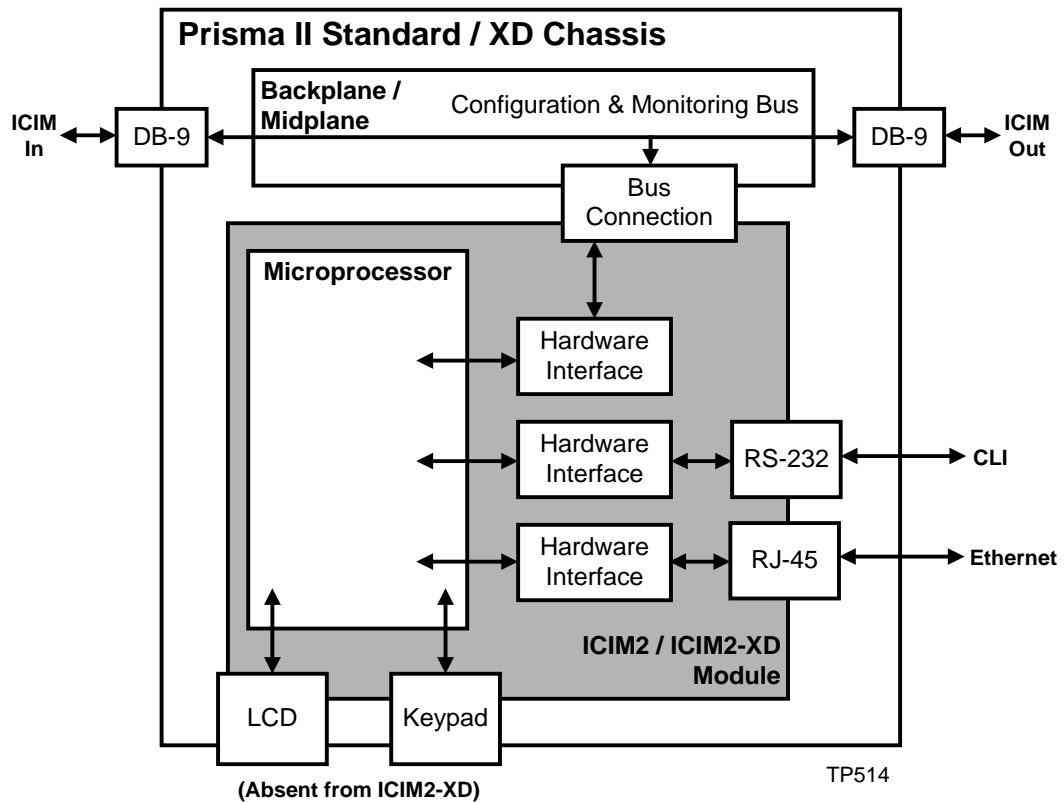 Prisma II Standard / XD Chassis
Backplane /
Midplane
Configuration & Monitoring Bus
ICIM
In
DB-9
DB-9
ICIM
Out
Bus
Connection
Microprocessor
Hardware
Interface
Hardware
Interface
RS-232
CLI
Hardware
Interface
RJ-45
Ethernet
ICIM2 / ICIM2-XD
Module
LCD
Keypad
(Absent from ICIM2-XD)
TP514